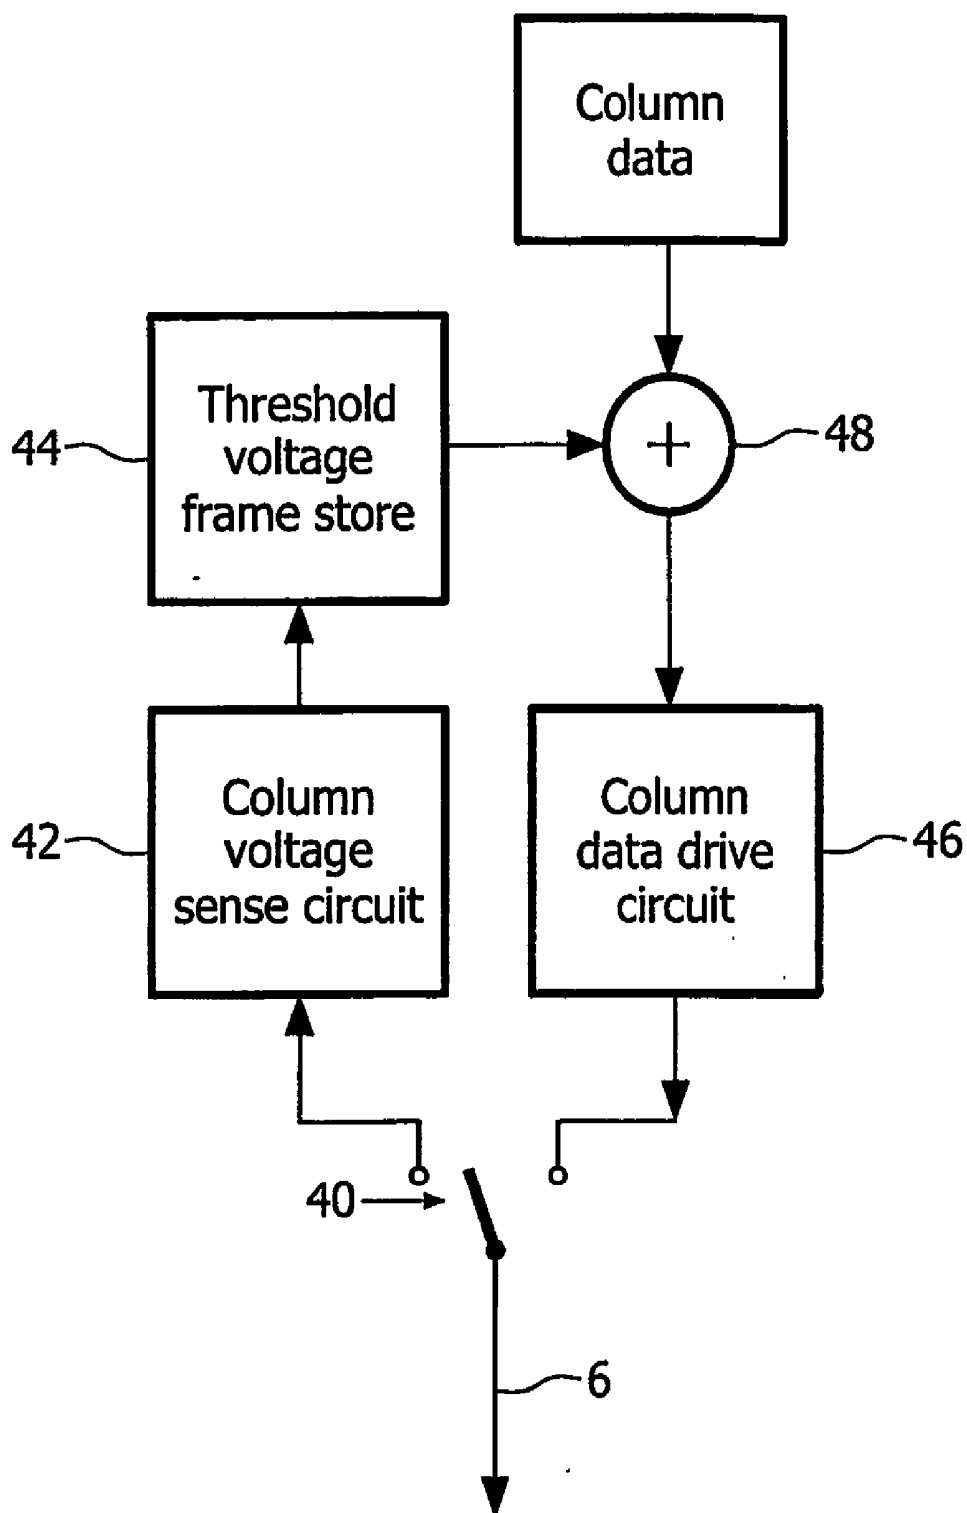 Column
data
Threshold
voltage
frame store
44
+
48
Column
voltage
sense circuit
42
Column
data drive
circuit
46
40
6